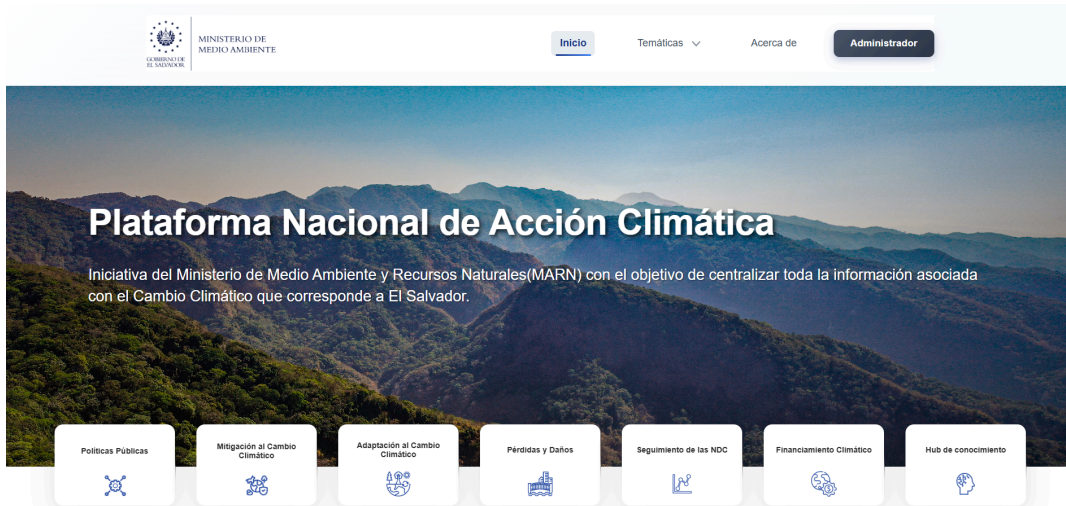 MINISTERIO DE
MEDIO AMBIENTE
GOBIERNO DE
EL SALVADOR
Inicio
Temáticas
Acerca de
Administrador
Plataforma Nacional de Acción Climática
Iniciativa del Ministerio de Medio Ambiente y Recursos Naturales(MARN) con el objetivo de centralizar toda la información asociada
con el Cambio Climático que corresponde a El Salvador.
Políticas Públicas
Mitigación al Cambio
Climático
Adaptación al Cambio
Climático
Pérdidas y Daños
Seguimiento de las NDC
Financiamiento Climático
Hub de conocimiento